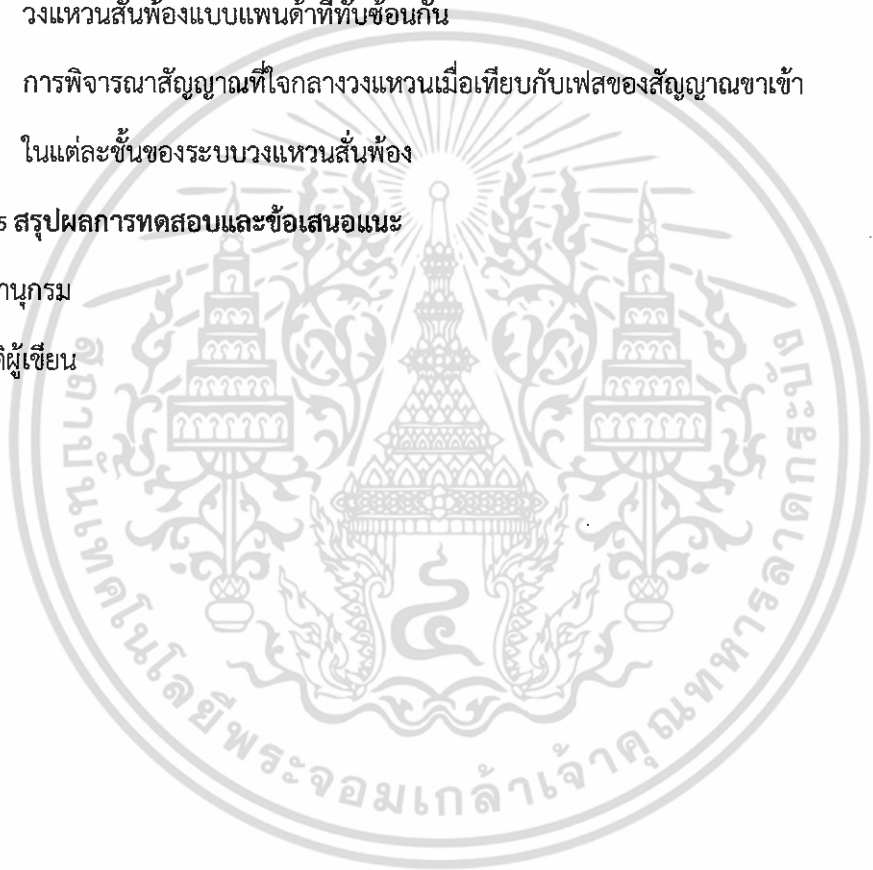 วงแหวนสั่นพ้องแบบแพนด้าที่ทับซ้อนกัน
การพิจารณาสัญญาณที่ใจกลางวงแหวนเมื่อเทียบกับเฟสของสัญญาณขาเข้า
ในแต่ละชั้นของระบบวงแหวนสั่นพ้อง
5 สรุปผลการทดสอบและข้อเสนอแนะ
านุกรม
ติผู้เขียน
สถาบันเทคโนโลยีพระจอมเกล้าเจ้าคุณทหารลาดกระบัง
๔